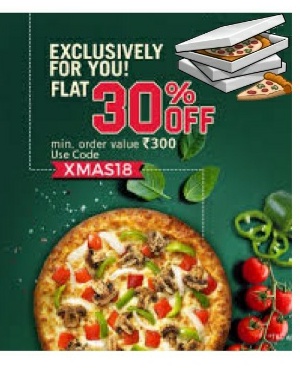 EXCLUSIVELY
FOR YOU!
FLAT
30% OFF
min. order value ₹300
Use Code
XMAS18